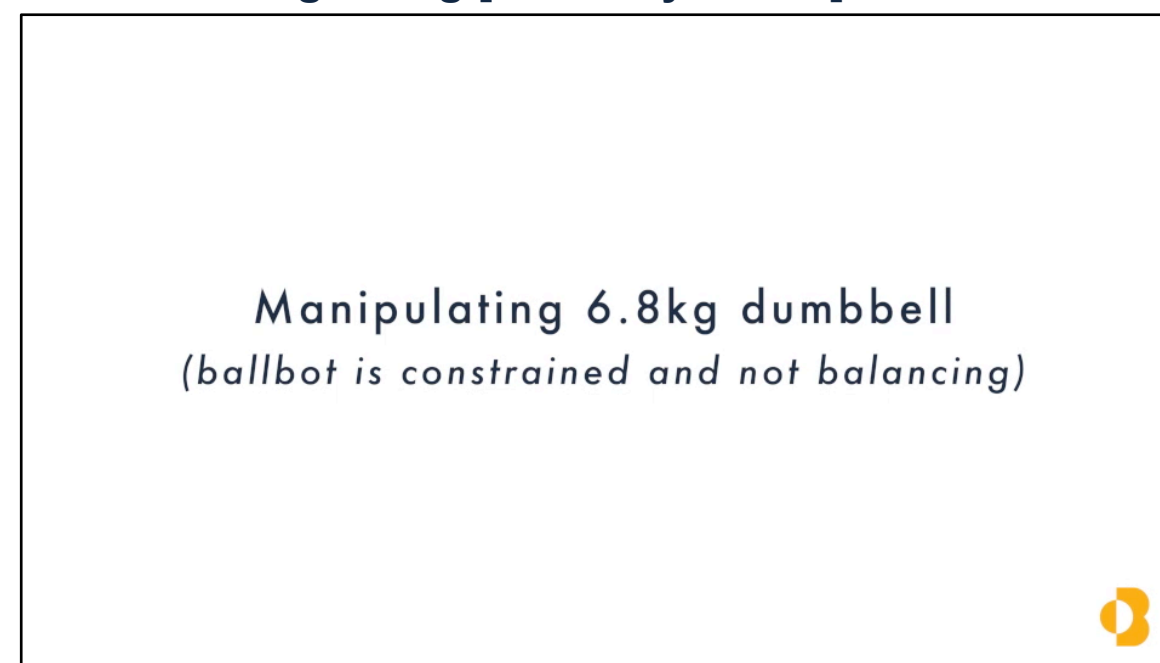 Manipulating 6.8kg dumbbell
(ballbot is constrained and not balancing)